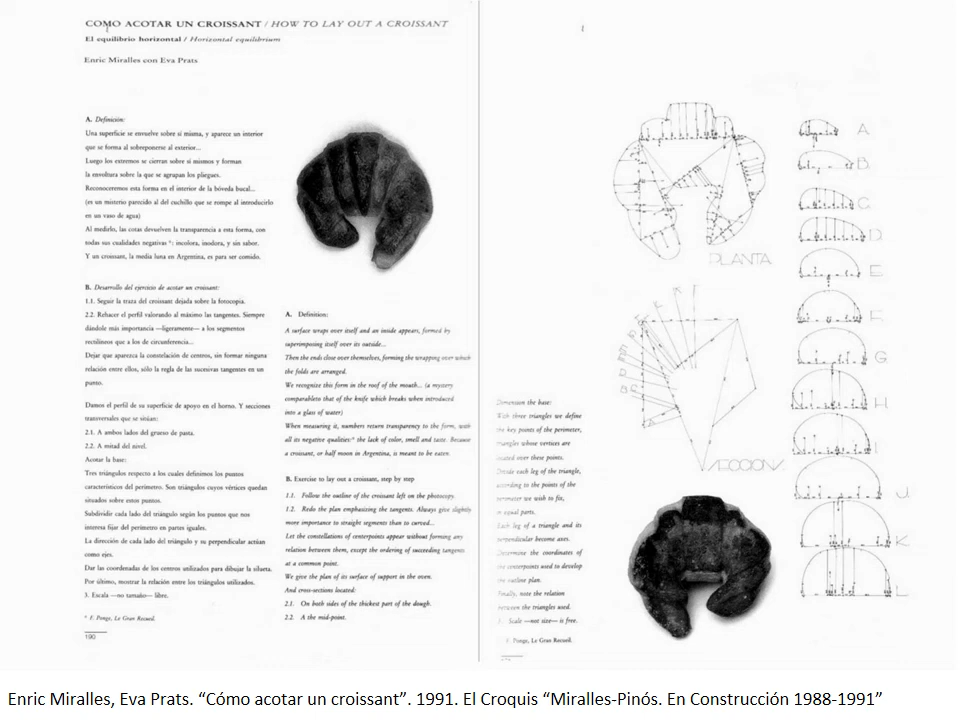 COMO ACOTAR UN CROISSANT / HOW TO LAY OUT A CROISSANT
El equilibrio horizontal / Horizontal equilibrium
Enric Miralles con Eva Prats
A. Definición:
Una superficie se envuelve sobre sí misma, y aparece un interior
que se forma al sobreponerse al exterior...
Luego los extremos se cierran sobre sí mismos y forman
la envoltura sobre la que se agrupan los pliegues.
Reconoceremos esta forma en el interior de la bóveda bucal...
(es un misterio parecido al del cuchillo que se rompe al introducirlo
en un vaso de agua)
Al medirlo, las cotas devuelven la transparencia a esta forma, con
todas sus cualidades negativas *: incolora, inodora, y sin sabor.
Y un croissant, la media luna en Argentina, es para ser comido.
B. Desarrollo del ejercicio de acotar un croissant:
1.1. Seguir la traza del croissant dejada sobre la fotocopia.
2.2. Rehacer el perfil valorando al máximo las tangentes. Siempre
dándole más importancia —ligeramente— a los segmentos
rectilíneos que a los de circunferencia...
Dejar que aparezca la constelación de centros, sin formar ninguna
relación entre ellos, sólo la regla de las sucesivas tangentes en un
punto.
Damos el perfil de su superficie de apoyo en el horno. Y secciones
transversales que se sitúan:
2.1. A ambos lados del grueso de pasta.
2.2. A mitad del nivel.
Acotar la base:
Tres triángulos respecto a los cuales definimos los puntos
característicos del perímetro. Son triángulos cuyos vértices quedan
situados sobre estos puntos.
Subdividir cada lado del triángulo según los puntos que nos
interesa fijar del perímetro en partes iguales.
La dirección de cada lado del triángulo y su perpendicular actúan
como ejes.
Dar las coordenadas de los centros utilizados para dibujar la silueta.
Por último, mostrar la relación entre los triángulos utilizados.
3. Escala —no tamaño— libre.
* F. Ponge, Le Gran Recueil.
190
A. Definition:
A surface wraps over itself and an inside appears, formed by
superimposing itself over its outside...
Then the ends close over themselves, forming the wrapping over which
the folds are arranged.
We recognize this form in the roof of the mouth... (a mystery
comparableto that of the knife which breaks when introduced
into a glass of water)
When measuring it, numbers return transparency to the form, with
all its negative qualities:* the lack of color, smell and taste. Because
a croissant, or half moon in Argentina, is meant to be eaten.
B. Exercise to lay out a croissant, step by step
1.1. Follow the outline of the croissant left on the photocopy.
1.2. Redo the plan emphasizing the tangents. Always give slightly
more importance to straight segments than to curved...
Let the constellations of centerpoints appear without forming any
relation between them, except the ordering of succeeding tangents
at a common point.
We give the plan of its surface of support in the oven.
And cross-sections located:
2.1. On both sides of the thickest part of the dough.
2.2. A the mid-point.
Dimension the base:
With three triangles we define
the key points of the perimeter,
triangles whose vertices are
located over these points.
Divide each leg of the triangle,
according to the points of the
perimeter we wish to fix,
in equal parts.
Each leg of a triangle and its
perpendicular become axes.
Determine the coordinates of
the centerpoints used to develop
the outline plan.
Finally, note the relation
between the triangles used.
Scale —not size— is free.
F. Ponge, Le Gran Recueil.
PLANTA
A
B
C
D
E
F
G
H
I
J
K
L
Enric Miralles, Eva Prats. “Cómo acotar un croissant”. 1991. El Croquis “Miralles-Pinós. En Construcción 1988-1991”